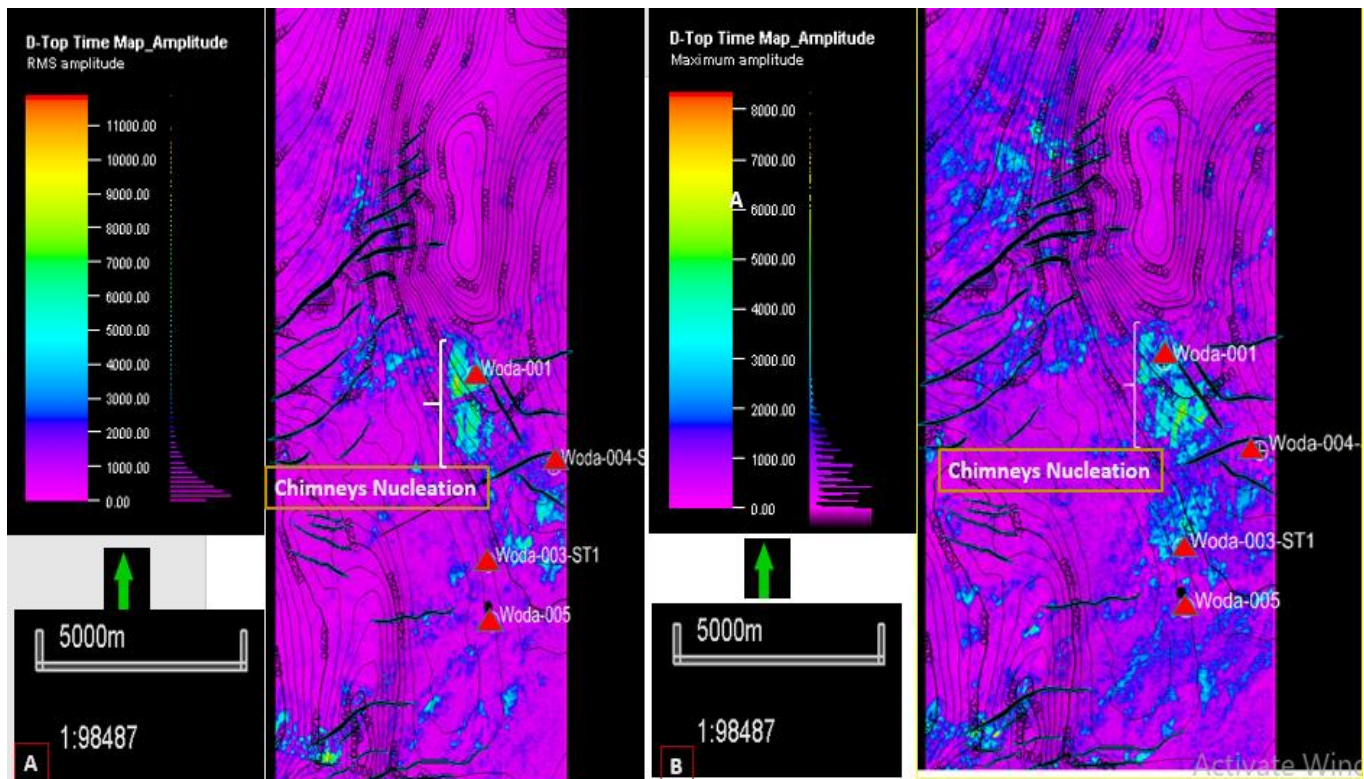 D-Top Time Map_Amplitude
RMS amplitude
11000.00
10000.00
9000.00
8000.00
7000.00
6000.00
5000.00
4000.00
3000.00
2000.00
1000.00
0.00
Woda-001
Woda-004-S
Chimneys Nucleation
Woda-003-ST1
Woda-005
5000m
1:98487
A
D-Top Time Map_Amplitude
Maximum amplitude
8000.00
7000.00
A
6000.00
5000.00
4000.00
3000.00
2000.00
1000.00
0.00
Woda-001
Woda-004-
Chimneys Nucleation
Woda-003-ST1
Woda-005
5000m
1:98487
B
Activate Wind